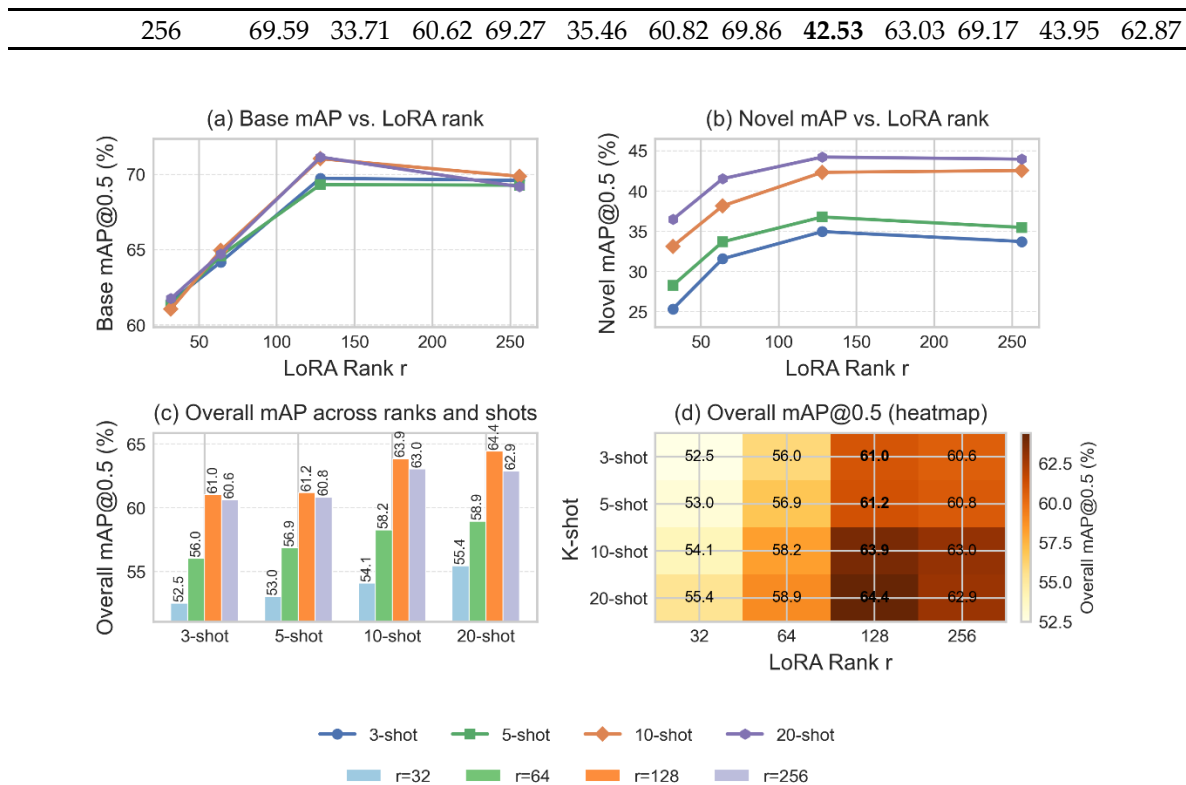 256 69.59 33.71 60.62 69.27 35.46 60.82 69.86 42.53 63.03 69.17 43.95 62.87
(a) Base mAP vs. LoRA rank
Base mAP@0.5 (%)
70
65
60
50 100 150 200 250
LoRA Rank r
(b) Novel mAP vs. LoRA rank
Novel mAP@0.5 (%)
45
40
35
30
25
50 100 150 200 250
LoRA Rank r
(c) Overall mAP across ranks and shots
Overall mAP@0.5 (%)
65
60
55
52.5 56.0 61.0 60.6 53.0 56.9 61.2 60.8 54.1 58.2 63.9 63.0 55.4 58.9 64.4 62.9
3-shot 5-shot 10-shot 20-shot
(d) Overall mAP@0.5 (heatmap)
K-shot
3-shot 52.5 56.0 61.0 60.6
5-shot 53.0 56.9 61.2 60.8
10-shot 54.1 58.2 63.9 63.0
20-shot 55.4 58.9 64.4 62.9
32 64 128 256
LoRA Rank r
62.5
60.0
57.5
55.0
52.5
Overall mAP@0.5 (%)
3-shot 5-shot 10-shot 20-shot
r=32 r=64 r=128 r=256